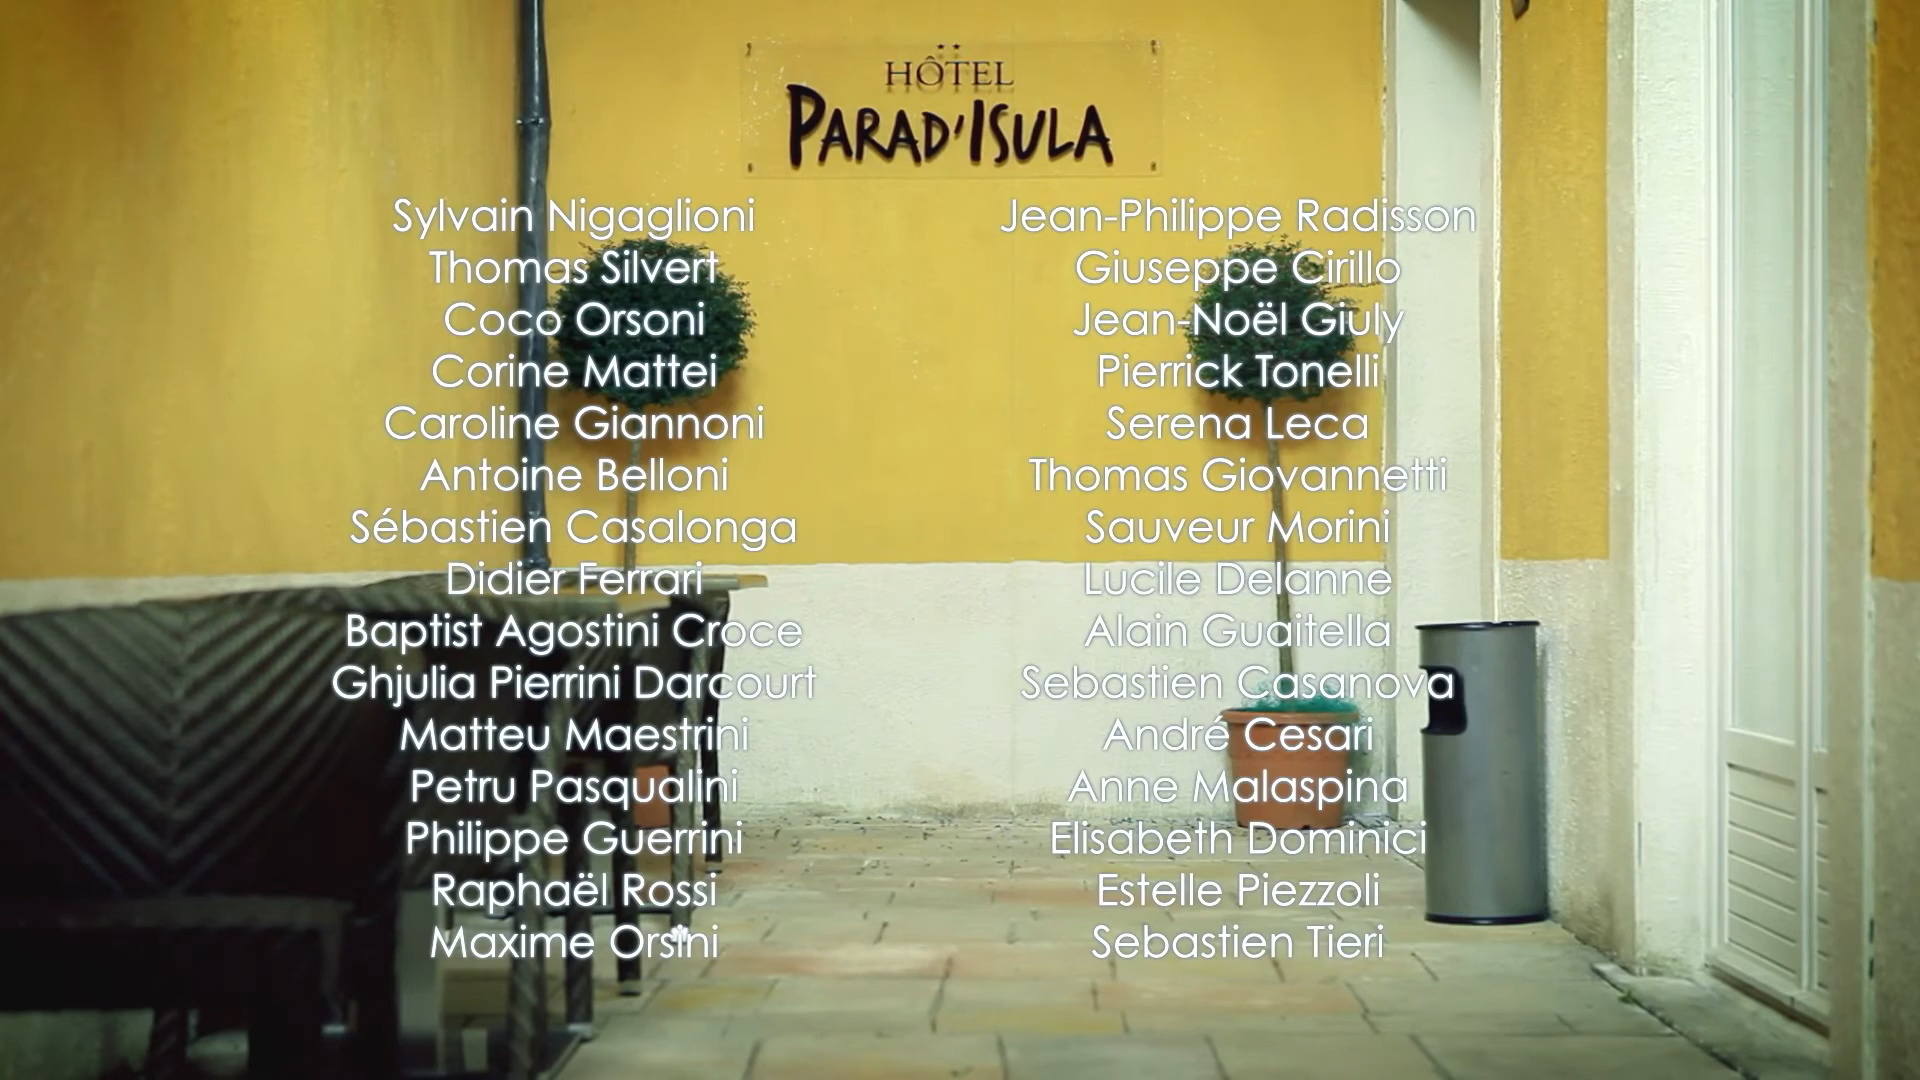 HÔTEL
PARAD'ISULA
Sylvain Nigaglioni
Thomas Silvert
Coco Orsoni
Corine Mattei
Caroline Giannoni
Antoine Belloni
Sébastien Casalonga
Didier Ferrari
Baptist Agostini Croce
Ghjulia Pierrini Darcourt
Matteu Maestrini
Petru Pasqualini
Philippe Guerrini
Raphaël Rossi
Maxime Orsini
Jean-Philippe Radisson
Giuseppe Cirillo
Jean-Noël Giuly
Pierrick Tonelli
Serena Leca
Thomas Giovannetti
Sauveur Morini
Lucile Delanne
Alain Guaitella
Sebastien Casanova
André Cesari
Anne Malaspina
Elisabeth Dominici
Estelle Piezzoli
Sebastien Tieri